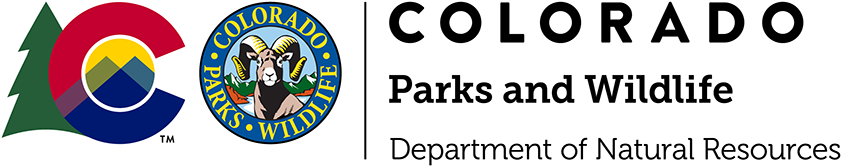 TM
COLORADO
PARKS • WILDLIFE
COLORADO
Parks and Wildlife
Department of Natural Resources